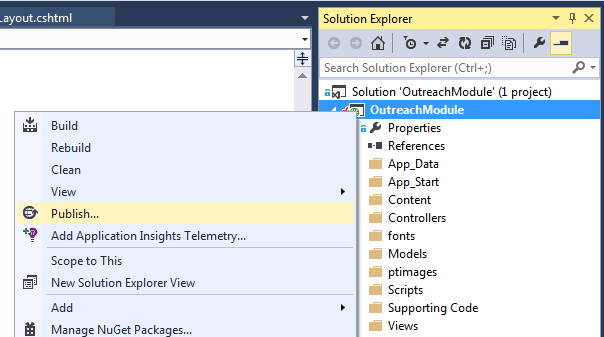 Layout.cshtml
Solution Explorer
Search Solution Explorer (Ctrl+;)
Solution 'OutreachModule' (1 project)
OutreachModule
Properties
References
App_Data
App_Start
Content
Controllers
fonts
Models
ptimages
Scripts
Supporting Code
Views
Build
Rebuild
Clean
View
Publish...
Add Application Insights Telemetry...
Scope to This
New Solution Explorer View
Add
Manage NuGet Packages...